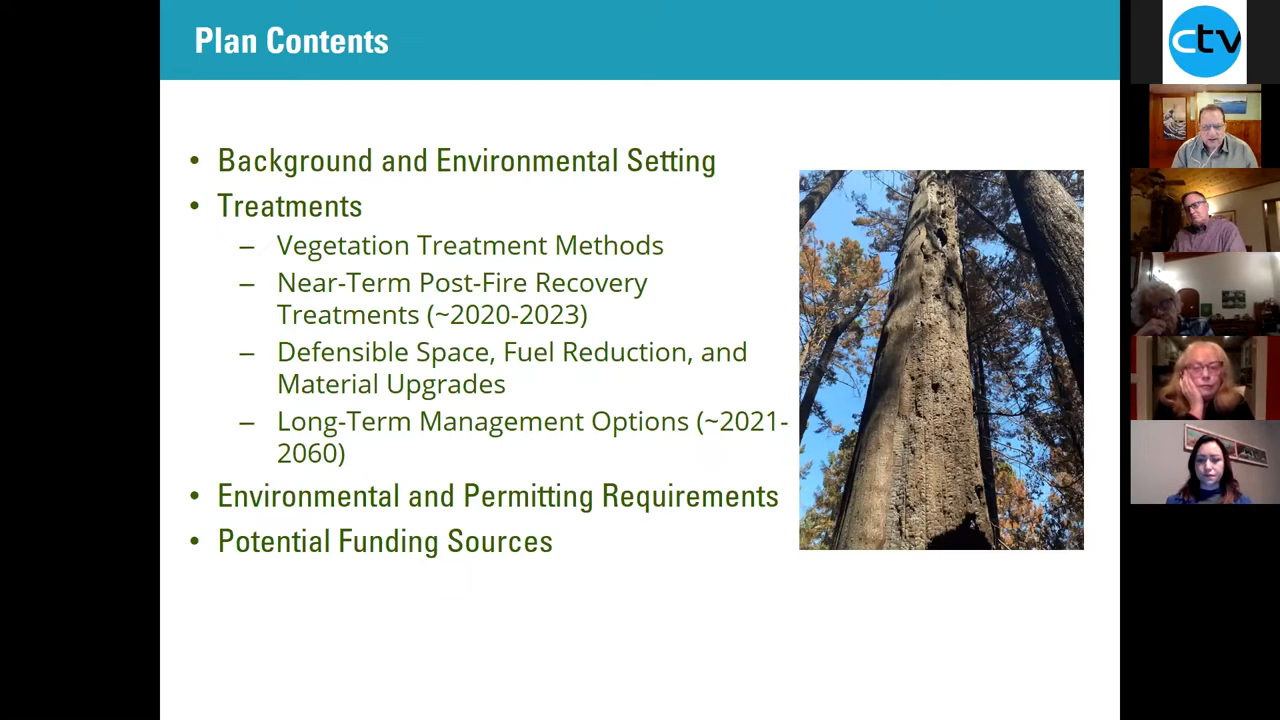 Plan Contents
ctv
• Background and Environmental Setting
• Treatments
– Vegetation Treatment Methods
– Near-Term Post-Fire Recovery
Treatments (~2020-2023)
– Defensible Space, Fuel Reduction, and
Material Upgrades
– Long-Term Management Options (~2021-
2060)
• Environmental and Permitting Requirements
• Potential Funding Sources